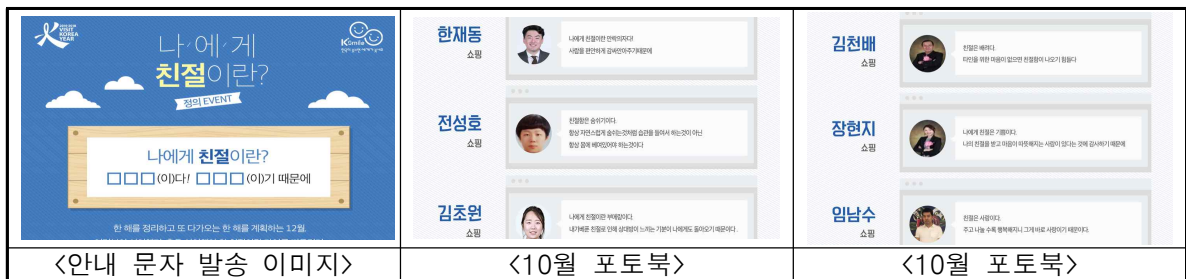 2016-2018
VISIT
KOREA
YEAR
K스마일
나/에/게
친절이란?
정의 EVENT
나에게 친절이란?
□□□(이)다! □□□(이)기 때문에
한 해를 정리하고 또 다가오는 한 해를 계획하는 12월,
<안내 문자 발송 이미지>
한재동
쇼핑
나에게 친절이란 안락의자다!
사람을 편안하게 감싸안아주기때문에
전성호
쇼핑
친절함은 숨쉬기이다.
항상 자연스럽게 숨쉬는것처럼 습관을 들여서 하는것이 아닌
항상 몸에 베어있어야 하는것이다
김초원
쇼핑
나에게 친절이란 부메랑이다.
내가베푼 친절로 인해 상대방이 느끼는 기분이 나에게도 돌아오기 때문이다.
<10월 포토북>
김천배
쇼핑
친절은 배려다.
타인을 위한 마음이 없으면 친절함이 나오기 힘들다
장현지
쇼핑
나에게 친절은 기쁨이다.
나의 친절을 받고 마음이 따뜻해지는 사람이 있다는 것에 감사하기 때문에
임남수
쇼핑
친절은 사랑이다.
주고 나눌 수록 행복해지니 그게 바로 사랑이기 때문이다.
<10월 포토북>